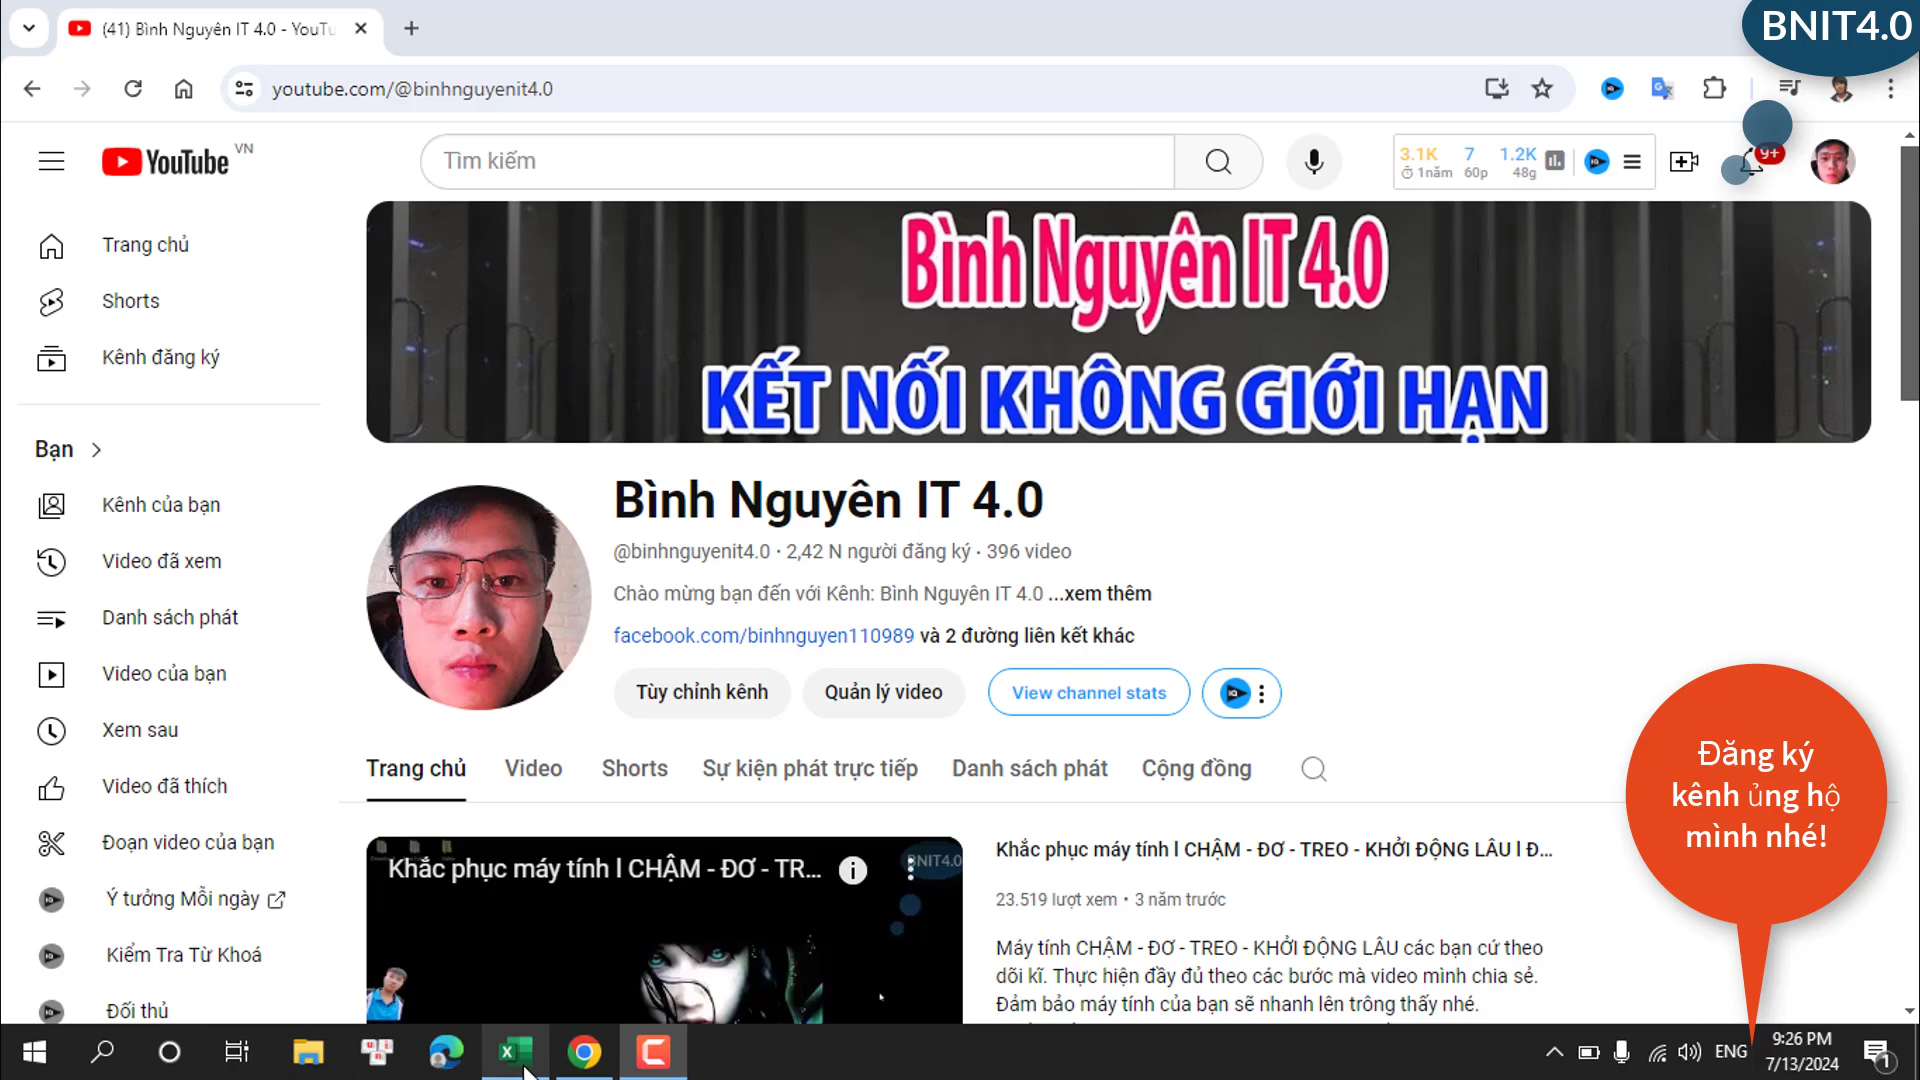 (41) Bình Nguyên IT 4.0 - YouTu
BNIT4.0
youtube.com/@binhnguyenit4.0
YouTube VN
Tìm kiếm
3.1K 7 1.2K
1năm 60p 48g
9+
Trang chủ
Shorts
Kênh đăng ký
Bạn
Kênh của bạn
Video đã xem
Danh sách phát
Video của bạn
Xem sau
Video đã thích
Đoạn video của bạn
Ý tưởng Mỗi ngày
Kiểm Tra Từ Khoá
Đối thủ
Bình Nguyên IT 4.0
KẾT NỐI KHÔNG GIỚI HẠN
Bình Nguyên IT 4.0
@binhnguyenit4.0 · 2,42 N người đăng ký · 396 video
Chào mừng bạn đến với Kênh: Bình Nguyên IT 4.0 ...xem thêm
facebook.com/binhnguyen110989 và 2 đường liên kết khác
Tùy chỉnh kênh Quản lý video View channel stats
Trang chủ Video Shorts Sự kiện phát trực tiếp Danh sách phát Cộng đồng
Khắc phục máy tính l CHẬM - ĐƠ - TR...
BNIT4.0
Khắc phục máy tính l CHẬM - ĐƠ - TREO - KHỞI ĐỘNG LÂU l Đ...
23.519 lượt xem • 3 năm trước
Máy tính CHẬM - ĐƠ - TREO - KHỞI ĐỘNG LÂU các bạn cứ theo
dõi kĩ. Thực hiện đầy đủ theo các bước mà video mình chia sẻ.
Đảm bảo máy tính của bạn sẽ nhanh lên trông thấy nhé.
Đăng ký
kênh ủng hộ
mình nhé!
ENG
9:26 PM
7/13/2024
1